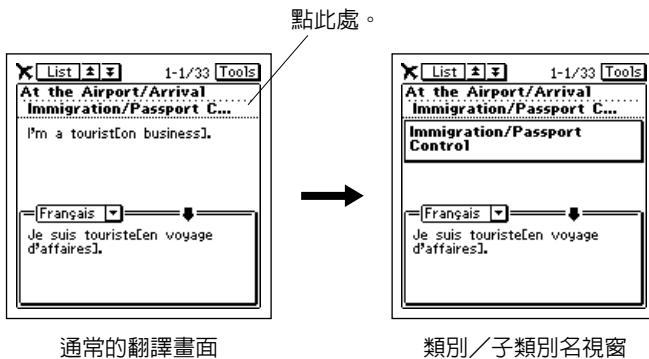 點此處。
List 1-1/33 Tools
At the Airport/Arrival
Immigration/Passport C...
I'm a tourist[on business].
Français
Je suis touriste[en voyage
d'affaires].
通常的翻譯畫面
List 1-1/33 Tools
At the Airport/Arrival
Immigration/Passport C...
Immigration/Passport
Control
Français
Je suis touriste[en voyage
d'affaires].
類別／子類別名視窗